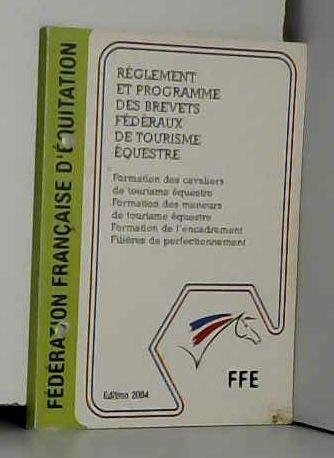 FÉDÉRATION FRANÇAISE D'ÉQUITATION
RÈGLEMENT
ET PROGRAMME
DES BREVETS
FÉDÉRAUX
DE TOURISME
ÉQUESTRE
Formation des cavaliers
de tourisme équestre
Formation des meneurs
de tourisme équestre
Formation de l'encadrement
Filières de perfectionnement
FFE
Edition 2004